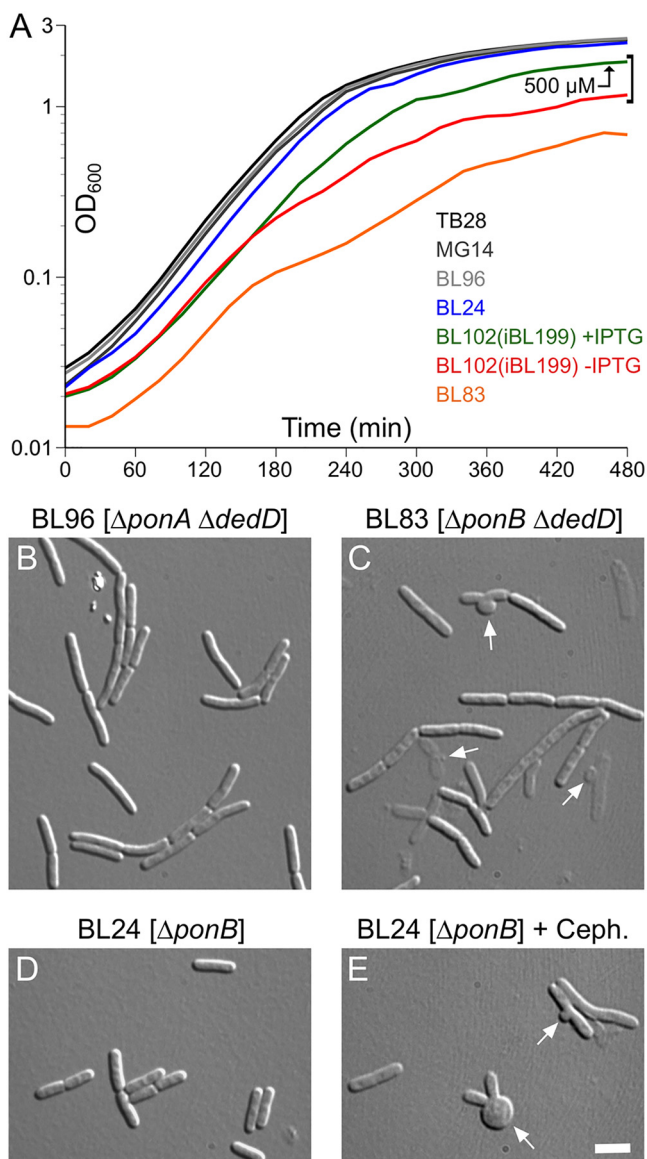 A
3
1
0.1
0.01
OD600
500 µM
TB28
MG14
BL96
BL24
BL102(iBL199) +IPTG
BL102(iBL199) -IPTG
BL83
Time (min)
0 60 120 180 240 300 360 420 480
BL96 [ΔponA ΔdedD]
BL83 [ΔponB ΔdedD]
B
C
BL24 [ΔponB]
BL24 [ΔponB] + Ceph.
D
E